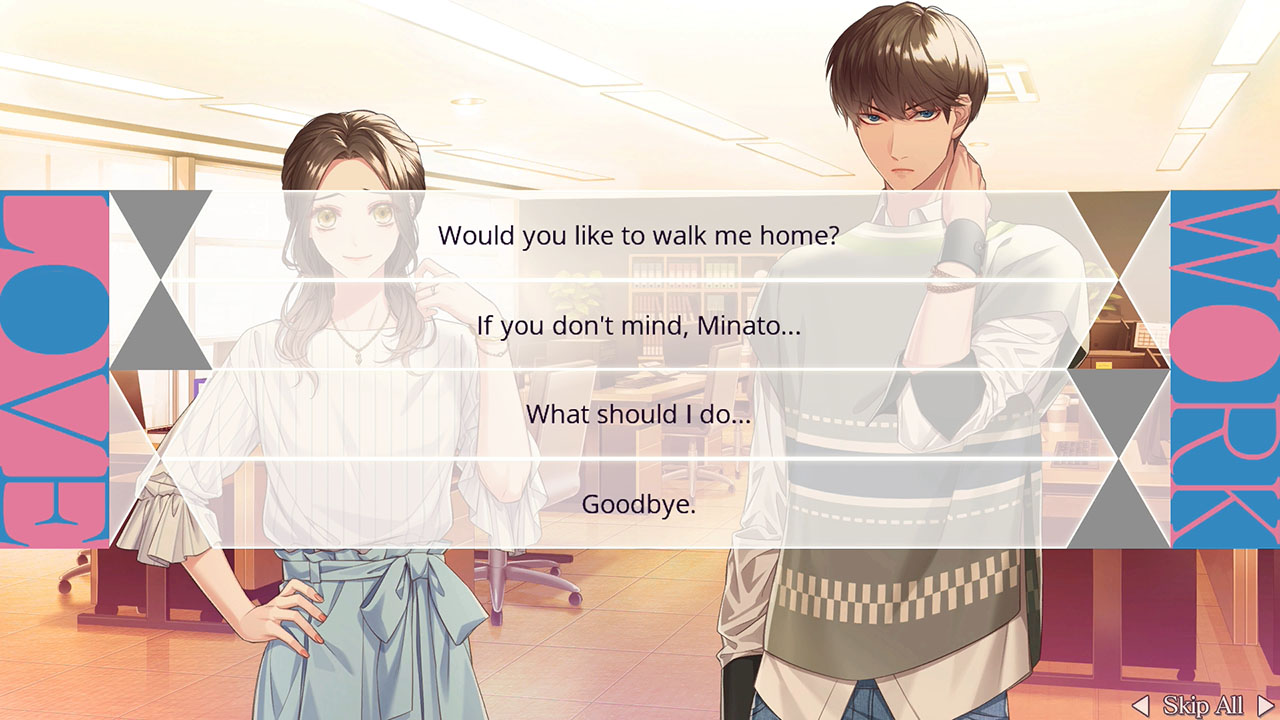 LOVE
Would you like to walk me home?
If you don't mind, Minato...
What should I do...
Goodbye.
WORK
Skip All